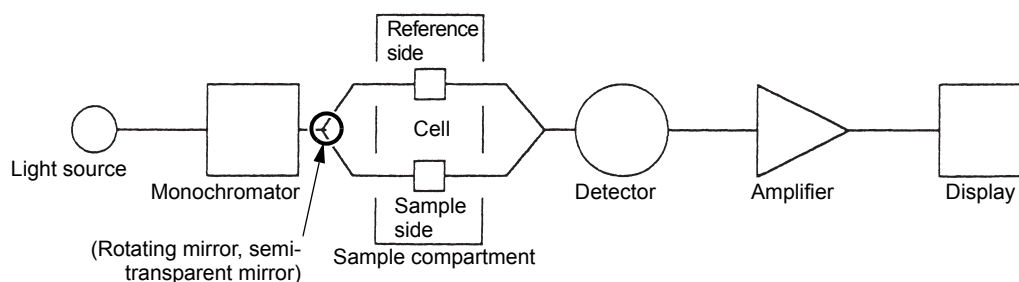 Reference
side
Cell
Light source
Monochromator
Sample
side
Detector
Amplifier
Display
(Rotating mirror, semi-
transparent mirror)
Sample compartment